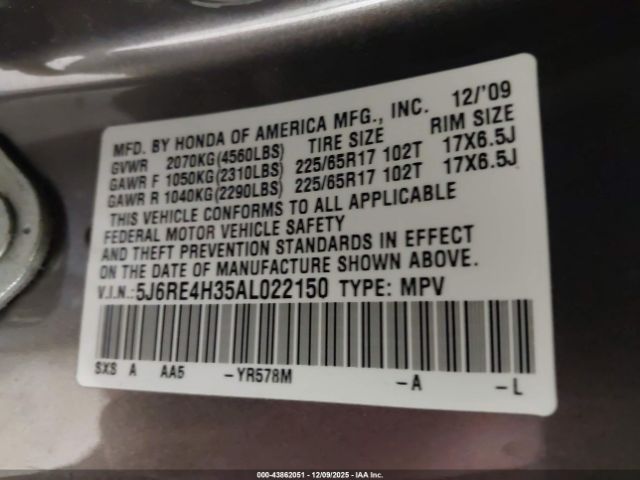 MFD. BY HONDA OF AMERICA MFG., INC. 12/'09
GVWR 2070KG(4560LBS) TIRE SIZE RIM SIZE
GAWR F 1050KG(2310LBS) 225/65R17 102T 17X6.5J
GAWR R 1040KG(2290LBS) 225/65R17 102T 17X6.5J
THIS VEHICLE CONFORMS TO ALL APPLICABLE
FEDERAL MOTOR VEHICLE SAFETY
AND THEFT PREVENTION STANDARDS IN EFFECT
ON THE DATE OF MANUFACTURE SHOWN ABOVE.
V.I.N.:5J6RE4H35AL022150 TYPE: MPV
SXS A AA5 -YR578M -A -L
000-43862051 - 12/09/2025 - IAA Inc.